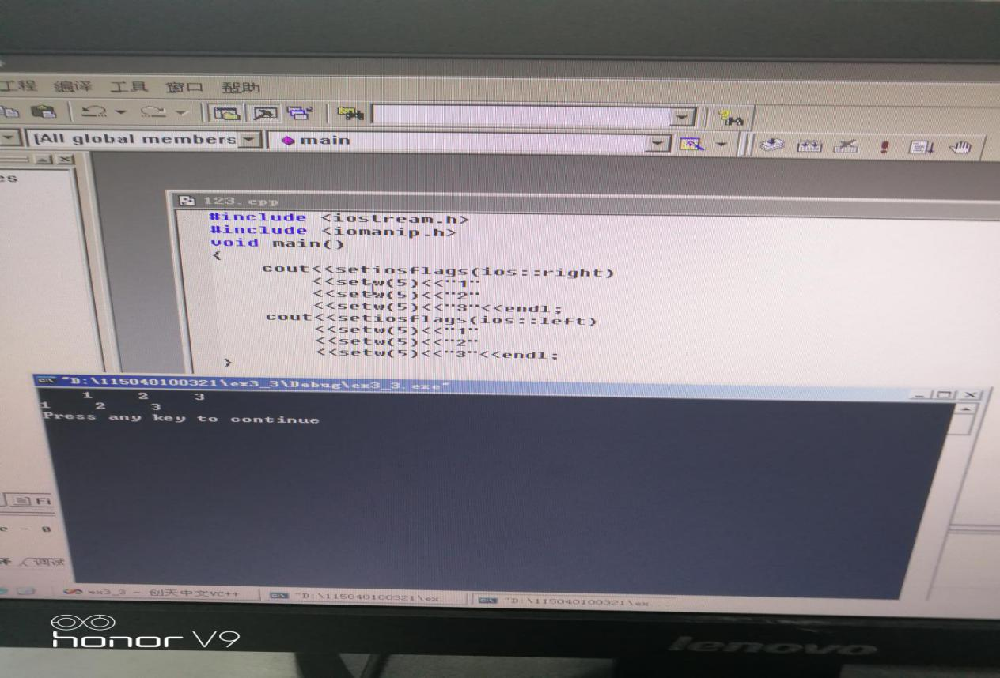 工程 编译 工具 窗口 帮助
(All global members
main
es
123.cpp
#include <iostream.h>
#include <iomanip.h>
void main()
{
cout<<setiosflags(ios::right)
<<setw(5)<<"1"
<<setw(5)<<"2"
<<setw(5)<<"3"<<endl;
cout<<setiosflags(ios::left)
<<setw(5)<<"1"
<<setw(5)<<"2"
<<setw(5)<<"3"<<endl;
}
"D:\115040100321\ex3_3\Debug\ex3_3.exe"
1 2 3
1 2 3
Press any key to continue
Fi
e - 0
译 调试
ex3_3 - 创天中文VC++
"D:\115040100321\ex...
"D:\115040100321\ex...
honor V9
lenovo